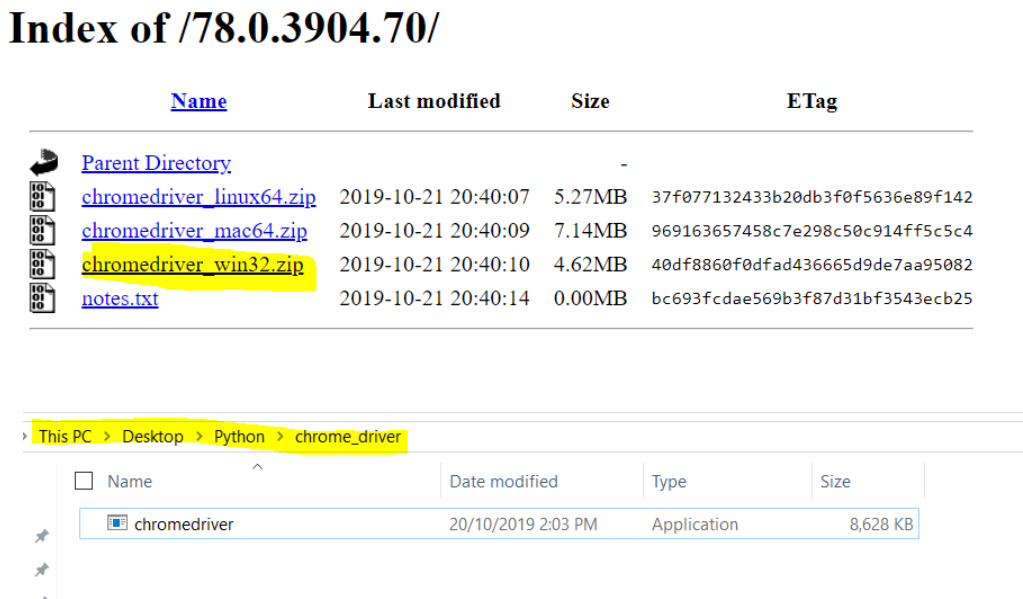 Index of /78.0.3904.70/
Name Last modified Size ETag
Parent Directory -
chromedriver_linux64.zip 2019-10-21 20:40:07 5.27MB 37f077132433b20db3f0f5636e89f142
chromedriver_mac64.zip 2019-10-21 20:40:09 7.14MB 969163657458c7e298c50c914ff5c5c4
chromedriver_win32.zip 2019-10-21 20:40:10 4.62MB 40df8860f0dfad436665d9de7aa95082
notes.txt 2019-10-21 20:40:14 0.00MB bc693fcdae569b3f87d31bf3543ecb25
This PC > Desktop > Python > chrome_driver
Name Date modified Type Size
chromedriver 20/10/2019 2:03 PM Application 8,628 KB